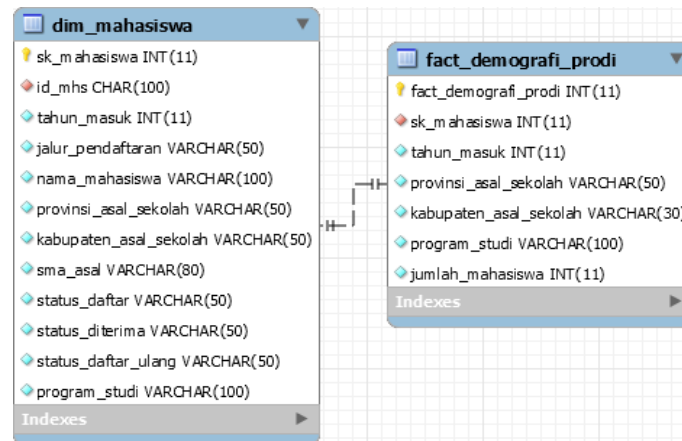 dim_mahasiswa
sk_mahasiswa INT(11)
id_mhs CHAR(100)
tahun_masuk INT(11)
jalur_pendaftaran VARCHAR(50)
nama_mahasiswa VARCHAR(100)
provinsi_asal_sekolah VARCHAR(50)
kabupaten_asal_sekolah VARCHAR(50)
sma_asal VARCHAR(80)
status_daftar VARCHAR(50)
status_diterima VARCHAR(50)
status_daftar_ulang VARCHAR(50)
program_studi VARCHAR(100)
Indexes
fact_demografi_prodi
fact_demografi_prodi INT(11)
sk_mahasiswa INT(11)
tahun_masuk INT(11)
provinsi_asal_sekolah VARCHAR(50)
kabupaten_asal_sekolah VARCHAR(30)
program_studi VARCHAR(100)
jumlah_mahasiswa INT(11)
Indexes